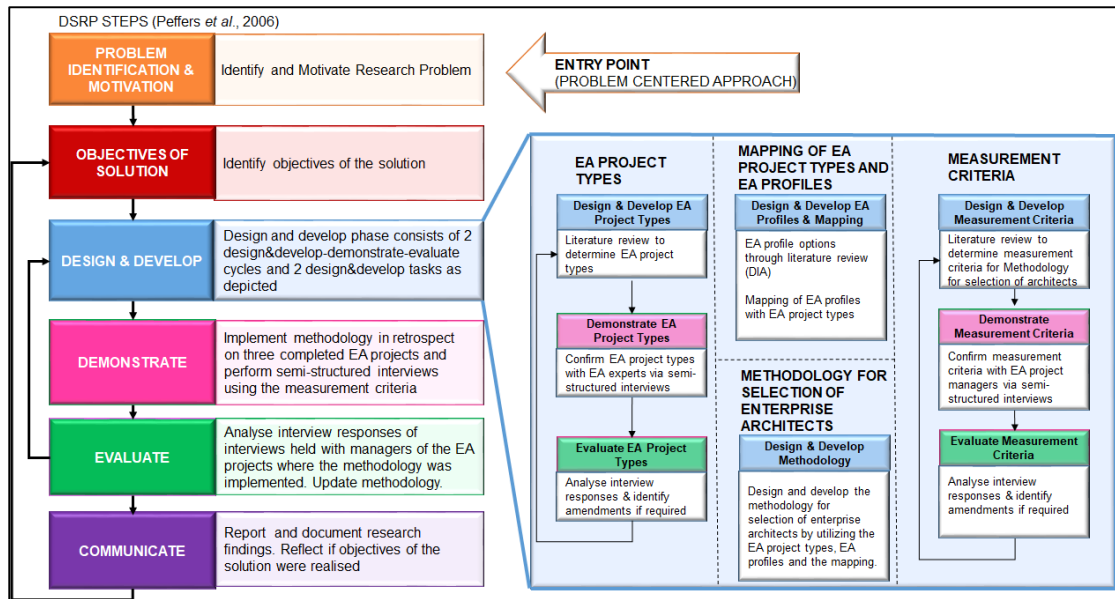 DSRP STEPS (Peffers et al., 2006)
PROBLEM
IDENTIFICATION &
MOTIVATION
Identify and Motivate Research Problem
ENTRY POINT
(PROBLEM CENTERED APPROACH)
OBJECTIVES OF
SOLUTION
Identify objectives of the solution
DESIGN & DEVELOP
Design and develop phase consists of 2
design&develop-demonstrate-evaluate
cycles and 2 design&develop tasks as
depicted
DEMONSTRATE
Implement methodology in retrospect
on three completed EA projects and
perform semi-structured interviews
using the measurement criteria
EVALUATE
Analyse interview responses of
interviews held with managers of the EA
projects where the methodology was
implemented. Update methodology.
COMMUNICATE
Report and document research
findings. Reflect if objectives of the
solution were realised
EA PROJECT
TYPES
Design & Develop EA
Project Types
Literature review to
determine EA project
types
Demonstrate EA
Project Types
Confirm EA project types
with EA experts via semi-
structured interviews
Evaluate EA Project
Types
Analyse interview
responses & identify
amendments if required
MAPPING OF EA
PROJECT TYPES AND
EA PROFILES
Design & Develop EA
Profiles & Mapping
EA profile options
through literature review
(DIA)
Mapping of EA profiles
with EA project types
METHODOLOGY FOR
SELECTION OF
ENTERPRISE
ARCHITECTS
Design & Develop
Methodology
Design and develop the
methodology for
selection of enterprise
architects by utilizing the
EA project types, EA
profiles and the mapping.
MEASUREMENT
CRITERIA
Design & Develop
Measurement Criteria
Literature review to
determine measurement
criteria for Methodology
for selection of architects
Demonstrate
Measurement Criteria
Confirm measurement
criteria with EA project
managers via semi-
structured interviews
Evaluate Measurement
Criteria
Analyse interview
responses & identify
amendments if required